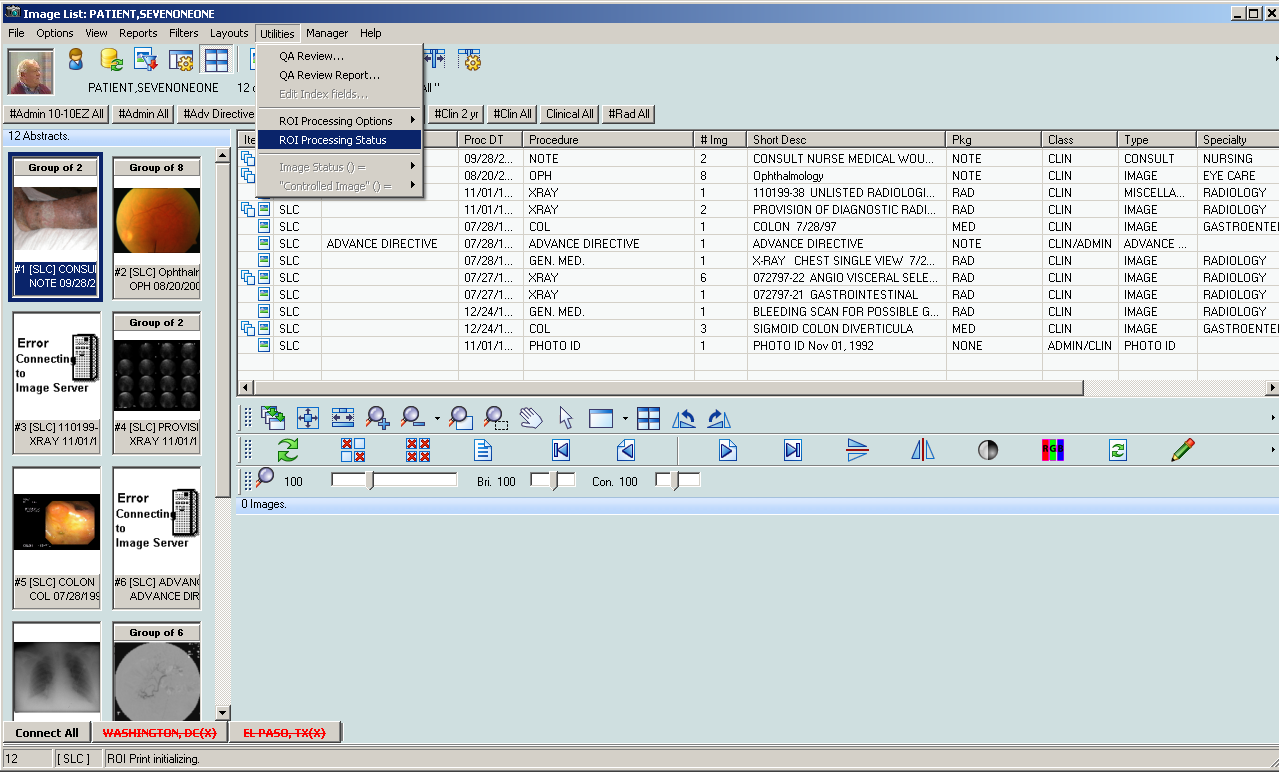 Image List: PATIENT,SEVENONEONE
File Options View Reports Filters Layouts Utilities Manager Help
QA Review...
QA Review Report...
Edit Index fields...
ROI Processing Options
ROI Processing Status
Image Status () =
"Controlled Image" () =
PATIENT,SEVENONEONE 12
All "
#Admin 10-10EZ All #Admin All #Adv Directive #Clin 2 yr #Clin All Clinical All #Rad All
12 Abstracts.
Group of 2
#1 [SLC] CONSUL
NOTE 09/28/2
Group of 8
#2 [SLC] Ophthalm
OPH 08/20/200
Error
Connecting
to
Image Server
#3 [SLC] 110199-
XRAY 11/01/1
Group of 2
#4 [SLC] PROVISI
XRAY 11/01/1
#5 [SLC] COLON
COL 07/28/199
Error
Connecting
to
Image Server
#6 [SLC] ADVANC
ADVANCE DIR
Group of 6
Ite Proc DT Procedure # Img Short Desc Pkg Class Type Specialty
09/28/2... NOTE 2 CONSULT NURSE MEDICAL WOU... NOTE CLIN CONSULT NURSING
08/20/2... OPH 8 Ophthalmology NOTE CLIN IMAGE EYE CARE
11/01/1... XRAY 1 110199-38 UNLISTED RADIOLOGI... RAD CLIN MISCELLA... RADIOLOGY
SLC 11/01/1... XRAY 2 PROVISION OF DIAGNOSTIC RADI... RAD CLIN IMAGE RADIOLOGY
SLC 07/28/1... COL 1 COLON 7/28/97 MED CLIN IMAGE GASTROENTE
SLC ADVANCE DIRECTIVE 07/28/1... ADVANCE DIRECTIVE 1 ADVANCE DIRECTIVE NOTE CLIN/ADMIN ADVANCE ...
SLC 07/28/1... GEN. MED. 1 X-RAY CHEST SINGLE VIEW 7/2... RAD CLIN IMAGE RADIOLOGY
SLC 07/27/1... XRAY 6 072797-22 ANGIO VISCERAL SELE... RAD CLIN IMAGE RADIOLOGY
SLC 07/27/1... XRAY 1 072797-21 GASTROINTESTINAL RAD CLIN IMAGE RADIOLOGY
SLC 12/24/1... GEN. MED. 1 BLEEDING SCAN FOR POSSIBLE G... RAD CLIN IMAGE RADIOLOGY
SLC 12/24/1... COL 3 SIGMOID COLON DIVERTICULA MED CLIN IMAGE GASTROENTE
SLC 11/01/1... PHOTO ID 1 PHOTO ID Nov 01, 1992 NONE ADMIN/CLIN PHOTO ID
RGB
100 Bri. 100 Con. 100
0 Images.
Connect All WASHINGTON, DC(X) EL PASO, TX(X)
12 [ SLC ] ROI Print initializing.